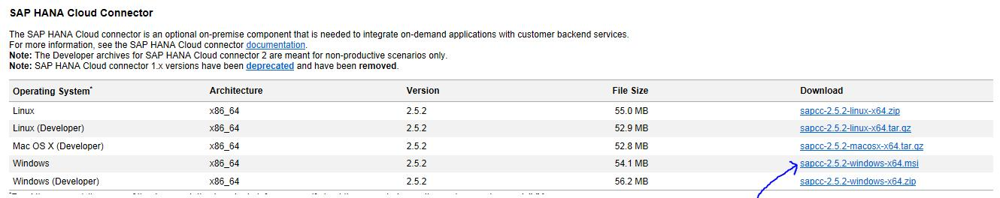 SAP HANA Cloud Connector
The SAP HANA Cloud connector is an optional on-premise component that is needed to integrate on-demand applications with customer backend services.
For more information, see the SAP HANA Cloud connector documentation.
Note: The Developer archives for SAP HANA Cloud connector 2 are meant for non-productive scenarios only.
Note: SAP HANA Cloud connector 1.x versions have been deprecated and have been removed.
Operating System* Architecture Version File Size Download
Linux x86_64 2.5.2 55.0 MB sapcc-2.5.2-linux-x64.zip
Linux (Developer) x86_64 2.5.2 52.9 MB sapcc-2.5.2-linux-x64.tar.gz
Mac OS X (Developer) x86_64 2.5.2 52.8 MB sapcc-2.5.2-macosx-x64.tar.gz
Windows x86_64 2.5.2 54.1 MB sapcc-2.5.2-windows-x64.msi
Windows (Developer) x86_64 2.5.2 56.2 MB sapcc-2.5.2-windows-x64.zip